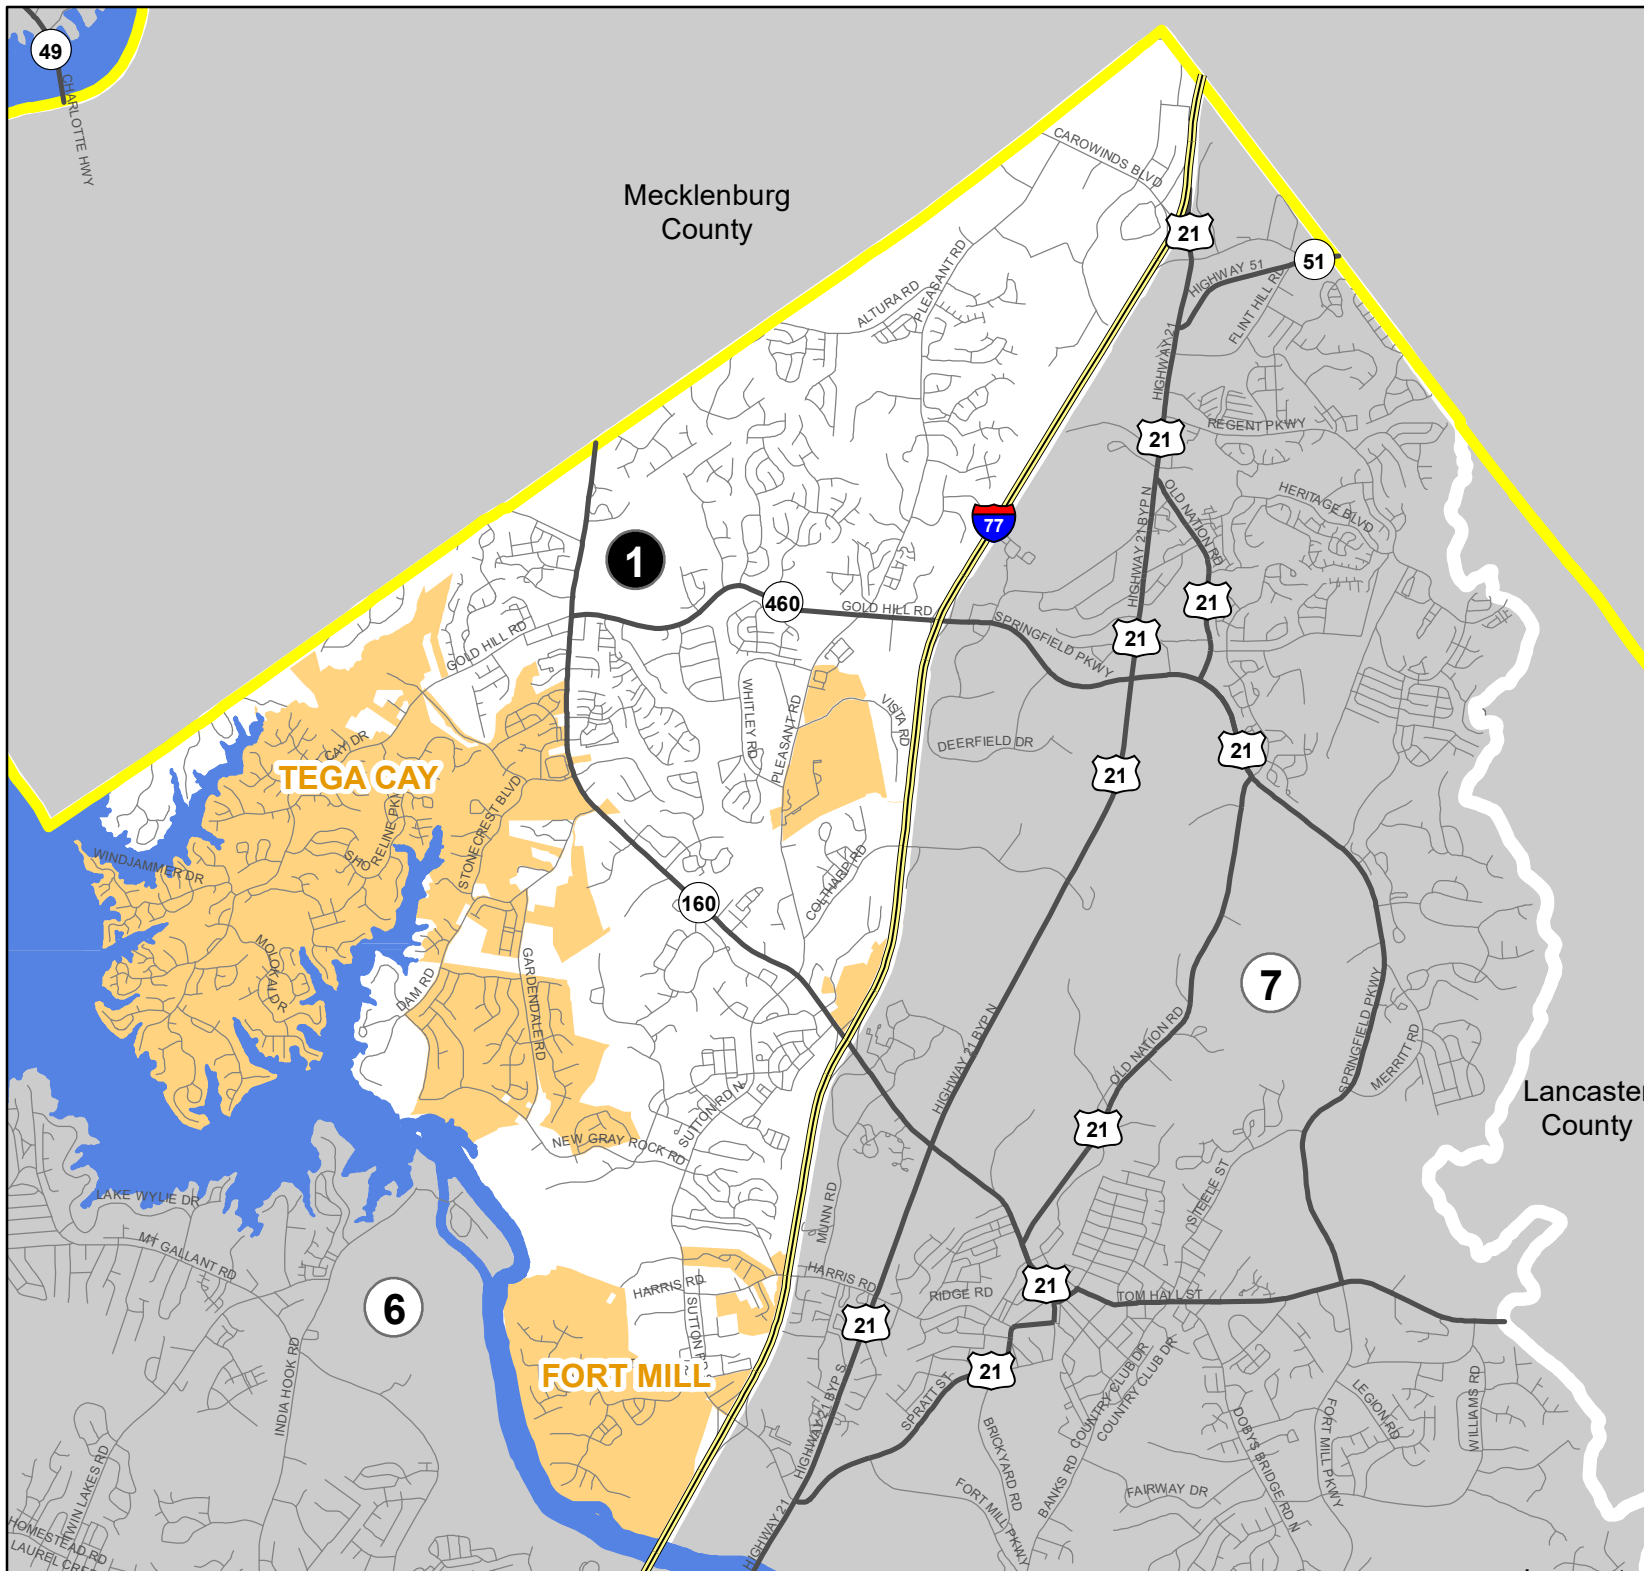 49
CHARLOTTE HWY
Mecklenburg
County
CAROWINDS BLVD
21
51
HIGHWAY 51
FLINT HILL RD
PLEASANT RD
ALTURA RD
HIGHWAY 21
21
REGENT PKWY
OLD NATION RD
HERITAGE BLVD
HIGHWAY 21 BYP N
77
1
460
GOLD HILL RD
21
21
SPRINGFIELD PKWY
GOLD HILL RD
WHITLEY RD
PLEASANT RD
VISTA RD
DEERFIELD DR
21
21
CAY DR
TEGA CAY
SHORELINE PKWY
STONECREST BLVD
WINDJAMMER DR
COLTHARP RD
160
MOLOKAI DR
DAM RD
GARDENDALE RD
7
SPRINGFIELD PKWY
HIGHWAY 21 BYP N
OLD NATION RD
MERRITT RD
Lancaster
County
21
SUTTON RD N
NEW GRAY ROCK RD
LAKE WYLIE DR
MT GALLANT RD
MUNN RD
STEELE ST
6
HARRIS RD
HARRIS RD
RIDGE RD
21
TOM HALL ST
SUTTON RD S
21
21
INDIA HOOK RD
FORT MILL
HIGHWAY 21 BYP S
SPRATT ST
COUNTRY CLUB DR
COUNTRY CLUB DR
LEGION RD
WILLIAMS RD
DOBYS BRIDGE RD N
FORT MILL PKWY
BRICKYARD RD
BANKS RD
FAIRWAY DR
FORT MILL PKWY
TWIN LAKES RD
HOMESTEAD RD
LAUREL CRE
HIGHWAY 21